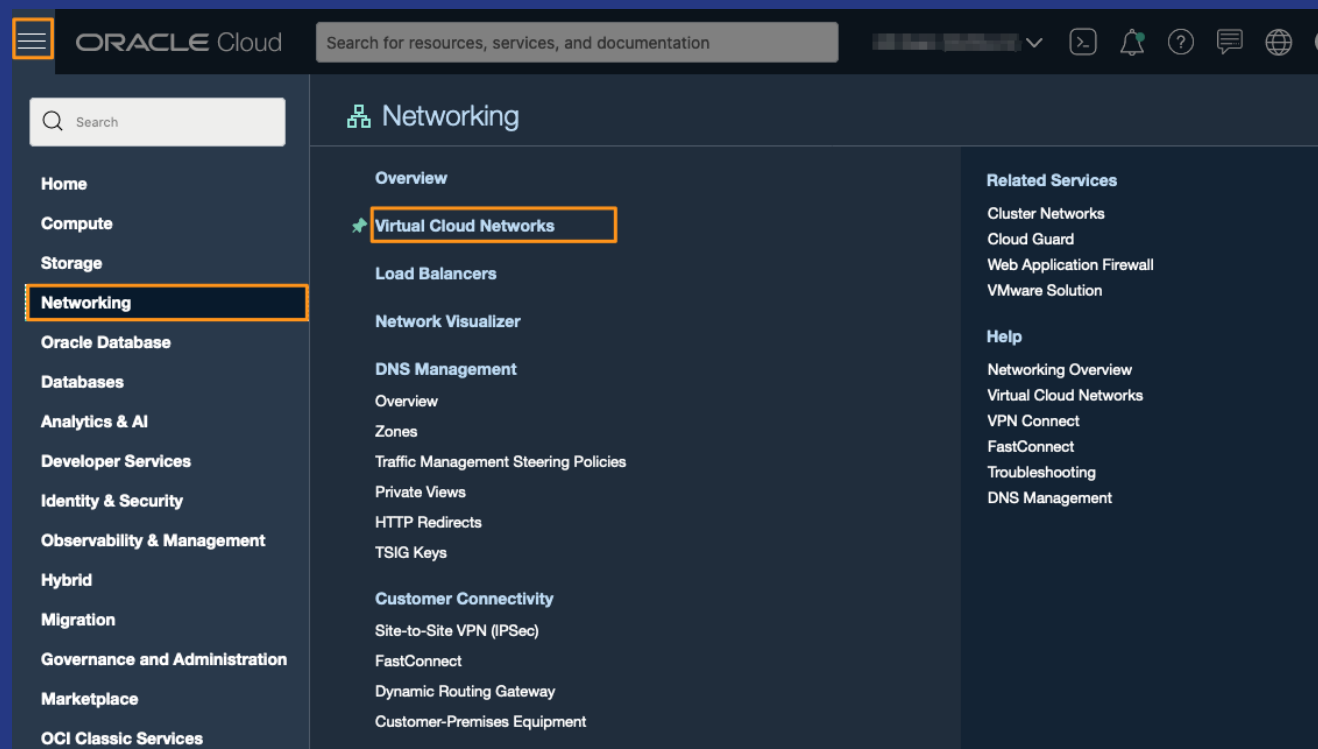 ORACLE Cloud
Search for resources, services, and documentation
Search
Home
Compute
Storage
Networking
Oracle Database
Databases
Analytics & AI
Developer Services
Identity & Security
Observability & Management
Hybrid
Migration
Governance and Administration
Marketplace
OCI Classic Services
Networking
Overview
Virtual Cloud Networks
Load Balancers
Network Visualizer
DNS Management
Overview
Zones
Traffic Management Steering Policies
Private Views
HTTP Redirects
TSIG Keys
Customer Connectivity
Site-to-Site VPN (IPSec)
FastConnect
Dynamic Routing Gateway
Customer-Premises Equipment
Related Services
Cluster Networks
Cloud Guard
Web Application Firewall
VMware Solution
Help
Networking Overview
Virtual Cloud Networks
VPN Connect
FastConnect
Troubleshooting
DNS Management